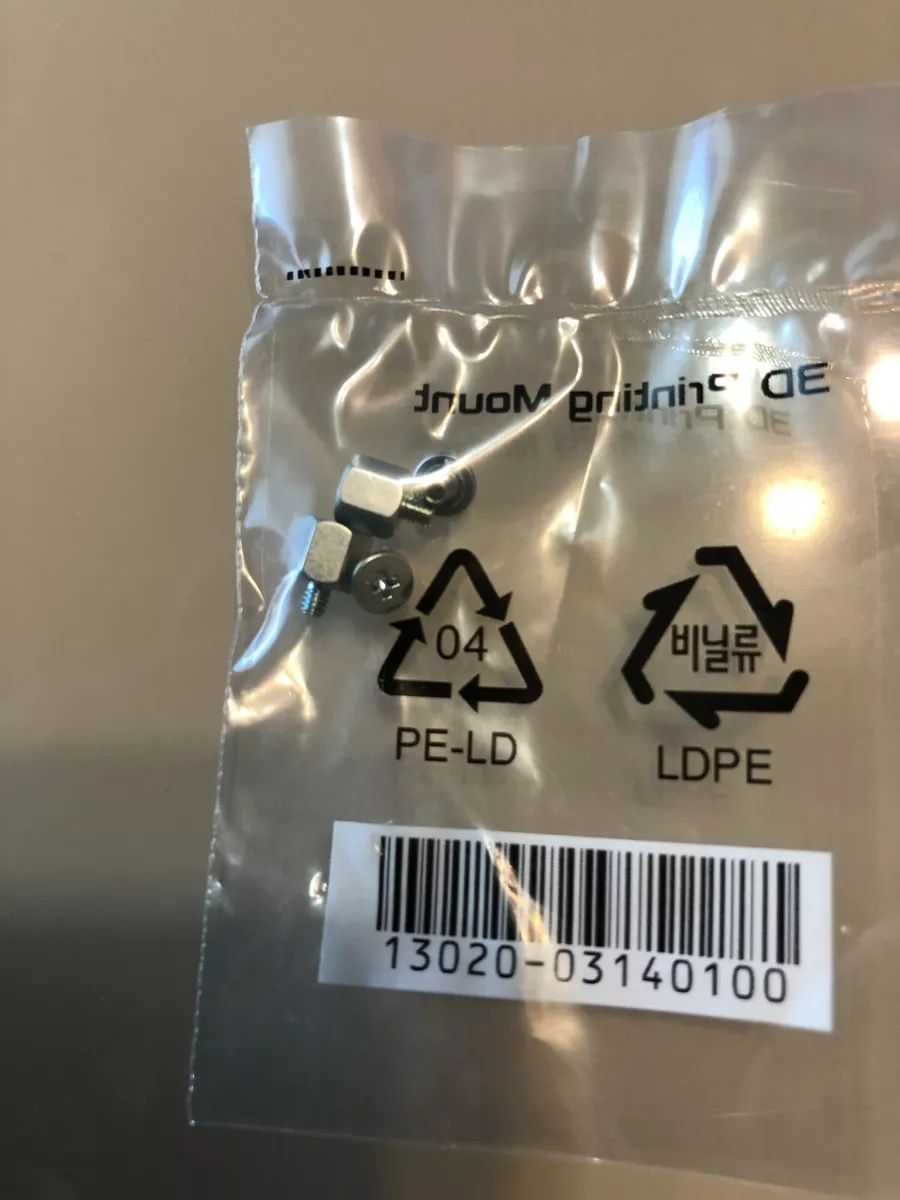 3D Printing Mount
04
비닐류
PE-LD
LDPE
13020-03140100